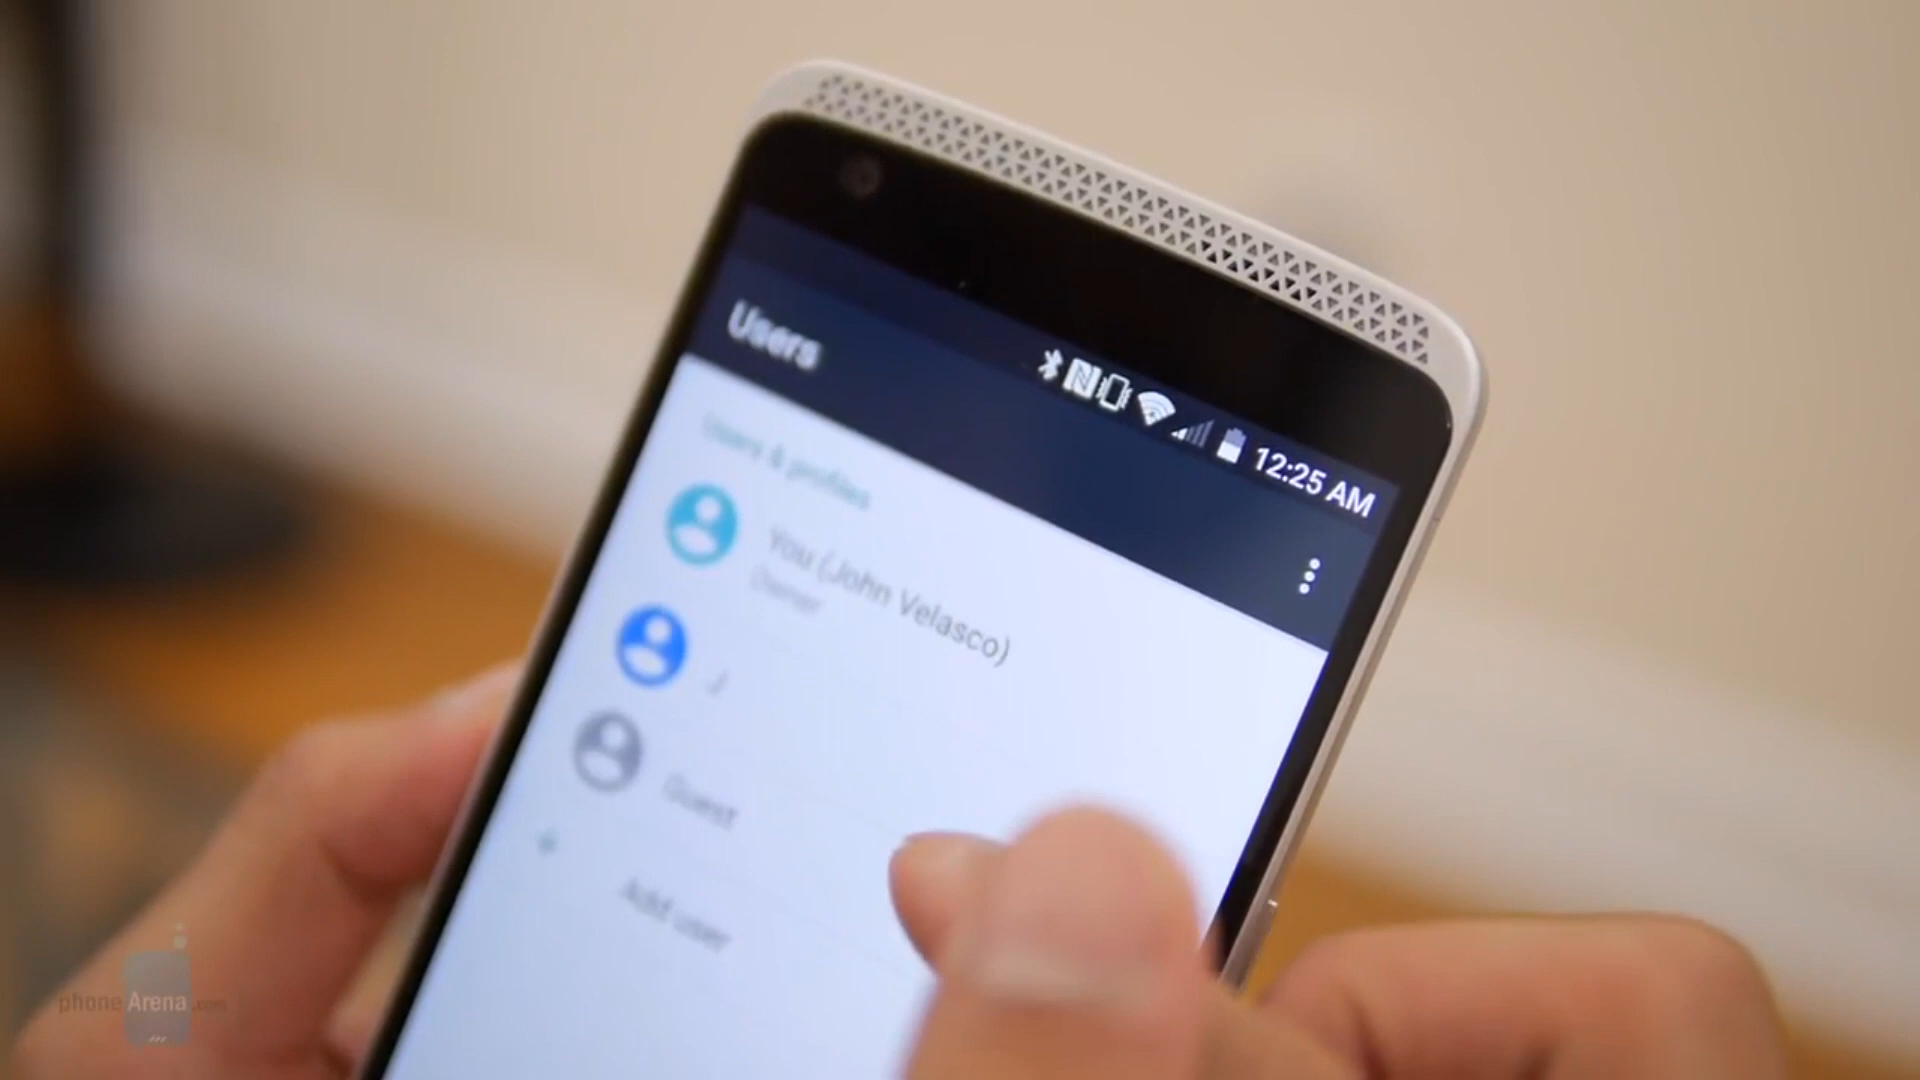 12:25 AM
Users
Users & profiles
You (John Velasco)
Owner
J
Guest
Add user
phoneArena.com